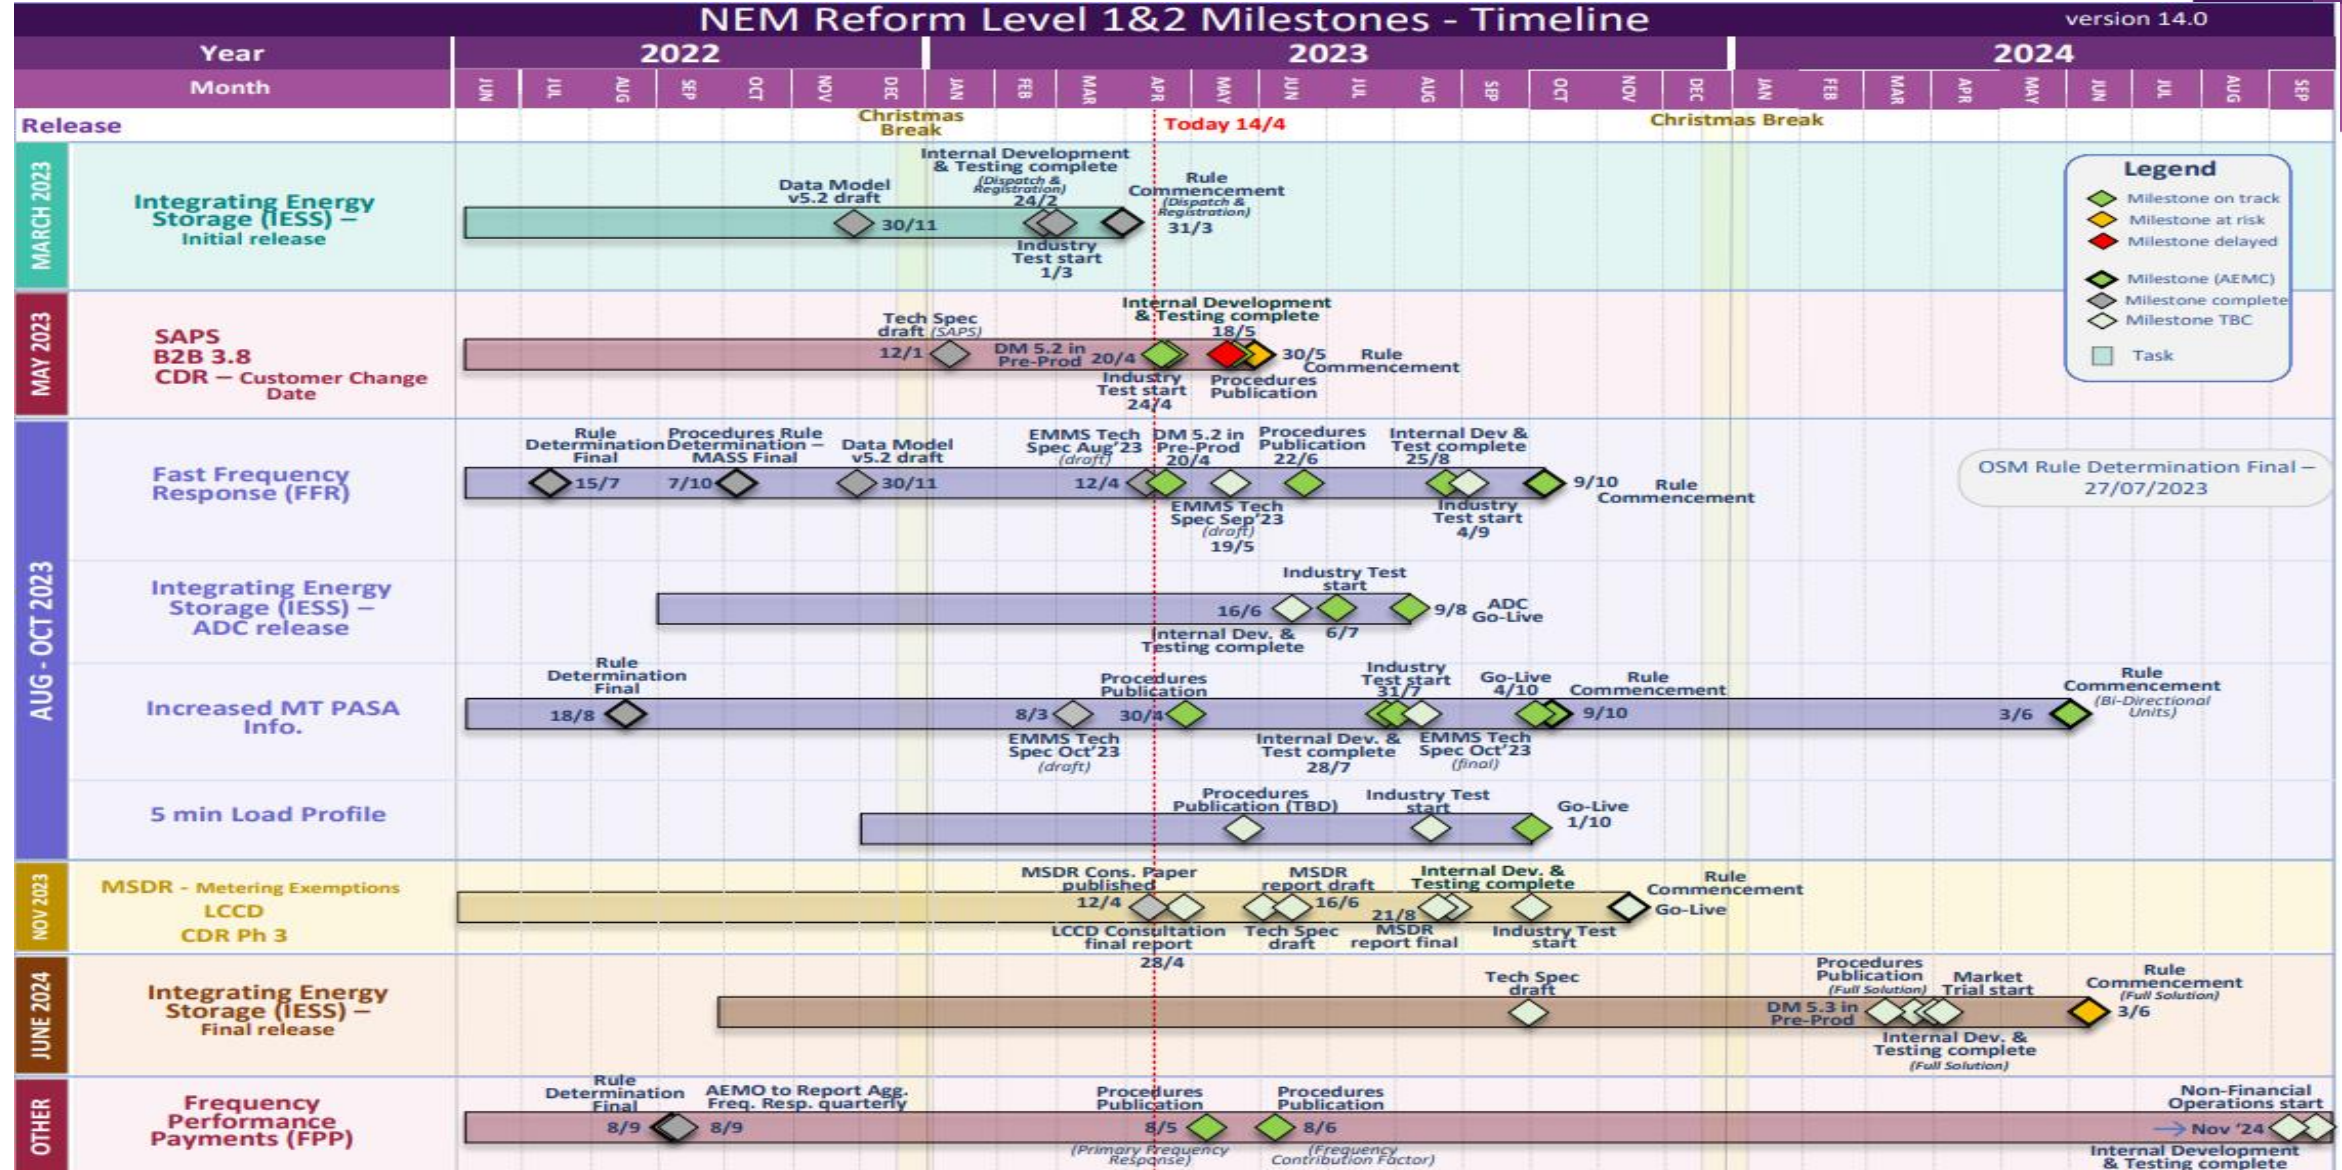 NEM Reform Level 1&2 Milestones - Timeline
version 14.0
Year
2022
2023
2024
Month
JUN
JUL
AUG
SEP
OCT
NOV
DEC
JAN
FEB
MAR
APR
MAY
JUN
JUL
AUG
SEP
OCT
NOV
DEC
JAN
FEB
MAR
APR
MAY
JUN
JUL
AUG
SEP
Release
Christmas
Break
Today 14/4
Christmas Break
MARCH 2023
Integrating Energy
Storage (IESS) –
Initial release
Data Model
v5.2 draft
30/11
Internal Development
& Testing complete
(Dispatch &
Registration)
24/2
Industry
Test start
1/3
Rule
Commencement
(Dispatch &
Registration)
31/3
Legend
Milestone on track
Milestone at risk
Milestone delayed
Milestone (AEMC)
Milestone complete
Milestone TBC
Task
MAY 2023
SAPS
B2B 3.8
CDR – Customer Change
Date
Tech Spec
draft (SAPS)
12/1
DM 5.2 in
Pre-Prod
20/4
Industry
Test start
24/4
Internal Development
& Testing complete
18/5
Procedures
Publication
30/5
Rule
Commencement
AUG - OCT 2023
Fast Frequency
Response (FFR)
Rule
Determination
Final
15/7
Procedures Rule
Determination –
MASS Final
7/10
Data Model
v5.2 draft
30/11
EMMS Tech
Spec Aug'23
(draft)
12/4
DM 5.2 in
Pre-Prod
20/4
EMMS Tech
Spec Sep'23
(draft)
19/5
Procedures
Publication
22/6
Internal Dev &
Test complete
25/8
Industry
Test start
4/9
9/10
Rule
Commencement
OSM Rule Determination Final –
27/07/2023
Integrating Energy
Storage (IESS) –
ADC release
16/6
Internal Dev. &
Testing complete
Industry Test
start
6/7
9/8
ADC
Go-Live
Increased MT PASA
Info.
Rule
Determination
Final
18/8
8/3
EMMS Tech
Spec Oct'23
(draft)
Procedures
Publication
30/4
Internal Dev. &
Test complete
28/7
Industry
Test start
31/7
EMMS Tech
Spec Oct'23
(final)
Go-Live
4/10
Rule
Commencement
9/10
3/6
Rule
Commencement
(Bi-Directional
Units)
5 min Load Profile
Procedures
Publication (TBD)
Industry Test
start
Go-Live
1/10
NOV 2023
MSDR - Metering Exemptions
LCCD
CDR Ph 3
MSDR Cons. Paper
published
12/4
LCCD Consultation
final report
28/4
Tech Spec
draft
MSDR
report draft
16/6
21/8
MSDR
report final
Internal Dev. &
Testing complete
Industry Test
start
Rule
Commencement
Go-Live
JUNE 2024
Integrating Energy
Storage (IESS) –
Final release
Tech Spec
draft
DM 5.3 in
Pre-Prod
Procedures
Publication
(Full Solution)
Market
Trial start
Internal Dev. &
Testing complete
(Full Solution)
Rule
Commencement
(Full Solution)
3/6
OTHER
Frequency
Performance
Payments (FPP)
Rule
Determination
Final
8/9
AEMO to Report Agg.
Freq. Resp. quarterly
8/9
Procedures
Publication
8/5
(Primary Frequency
Response)
Procedures
Publication
8/6
(Frequency
Contribution Factor)
Non-Financial
Operations start
Nov '24
Internal Development
& Testing complete